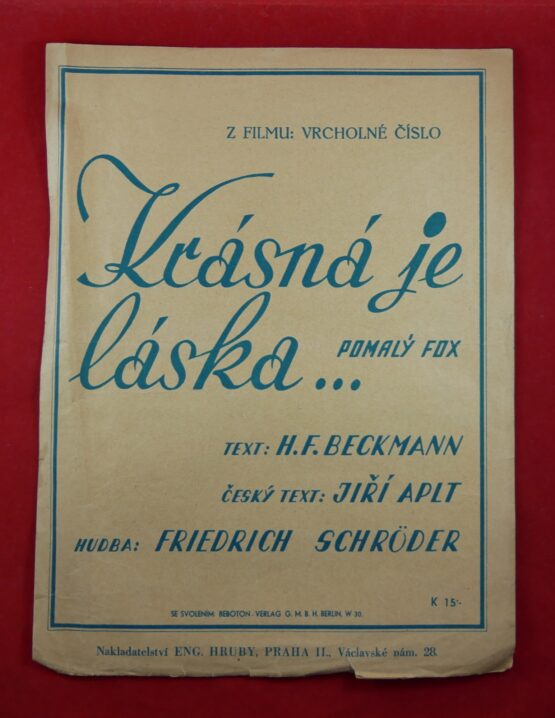 Z FILMU: VRCHOLNÉ ČÍSLO
Krásná je
láska...
POMALÝ FOX
TEXT: H.F. BECKMANN
ČESKÝ TEXT: JIŘÍ APLT
HUDBA: FRIEDRICH SCHRÖDER
K 15·-
SE SVOLENÍM BEBOTON-VERLAG G. M. B. H. BERLIN, W 30.
Nakladatelství ENG. HRUBY, PRAHA II., Václavské nám. 28.